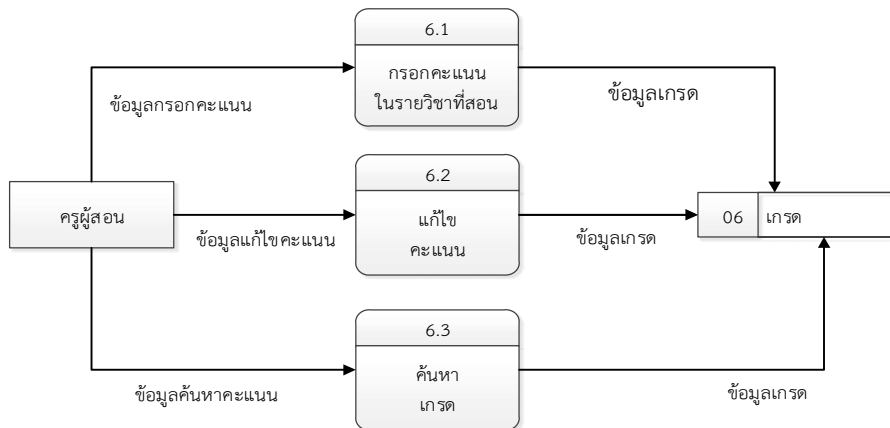 6.1
กรอกคะแนน
ในรายวิชาที่สอน
ข้อมูลกรอกคะแนน
ข้อมูลเกรด
6.2
ครูผู้สอน
แก้ไข
คะแนน
ข้อมูลแก้ไขคะแนน
ข้อมูลเกรด
06 เกรด
6.3
ค้นหา
เกรด
ข้อมูลค้นหาคะแนน
ข้อมูลเกรด